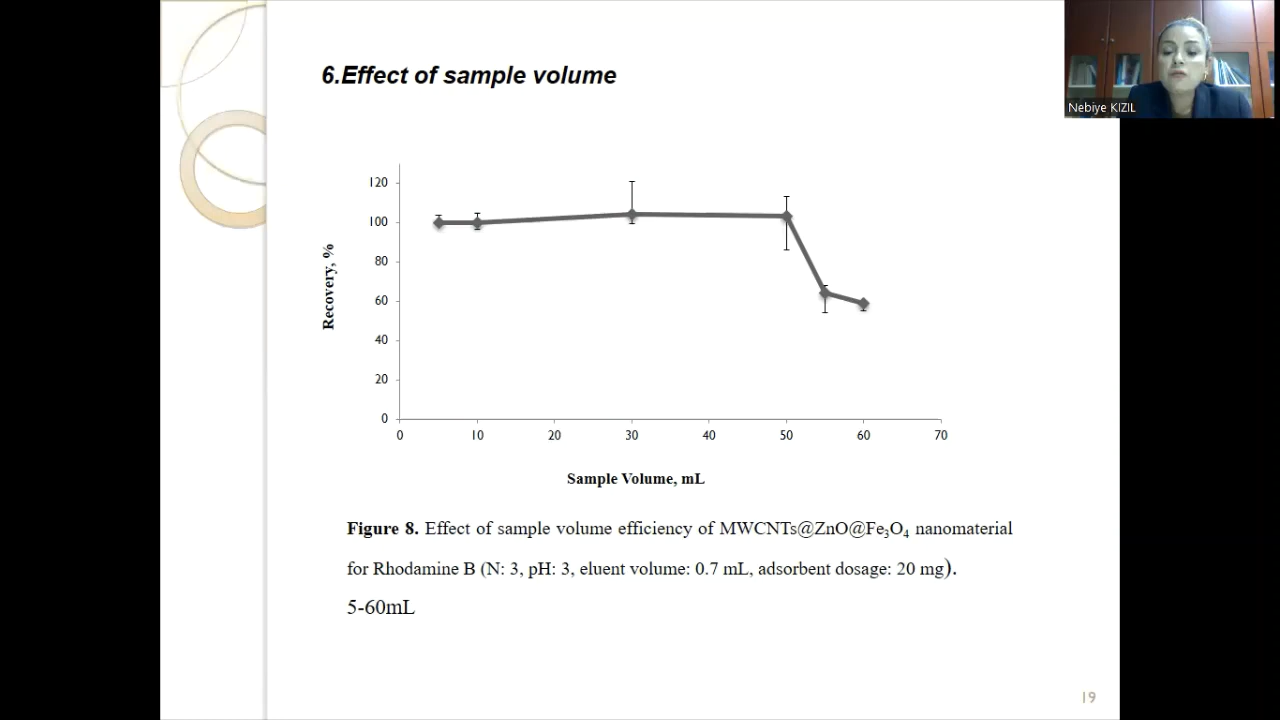 6.Effect of sample volume
Nebiye KIZIL
120
100
80
60
40
20
0
Recovery, %
0 10 20 30 40 50 60 70
Sample Volume, mL
Figure 8. Effect of sample volume efficiency of MWCNTs@ZnO@Fe₃O₄ nanomaterial
for Rhodamine B (N: 3, pH: 3, eluent volume: 0.7 mL, adsorbent dosage: 20 mg).
5-60mL
19